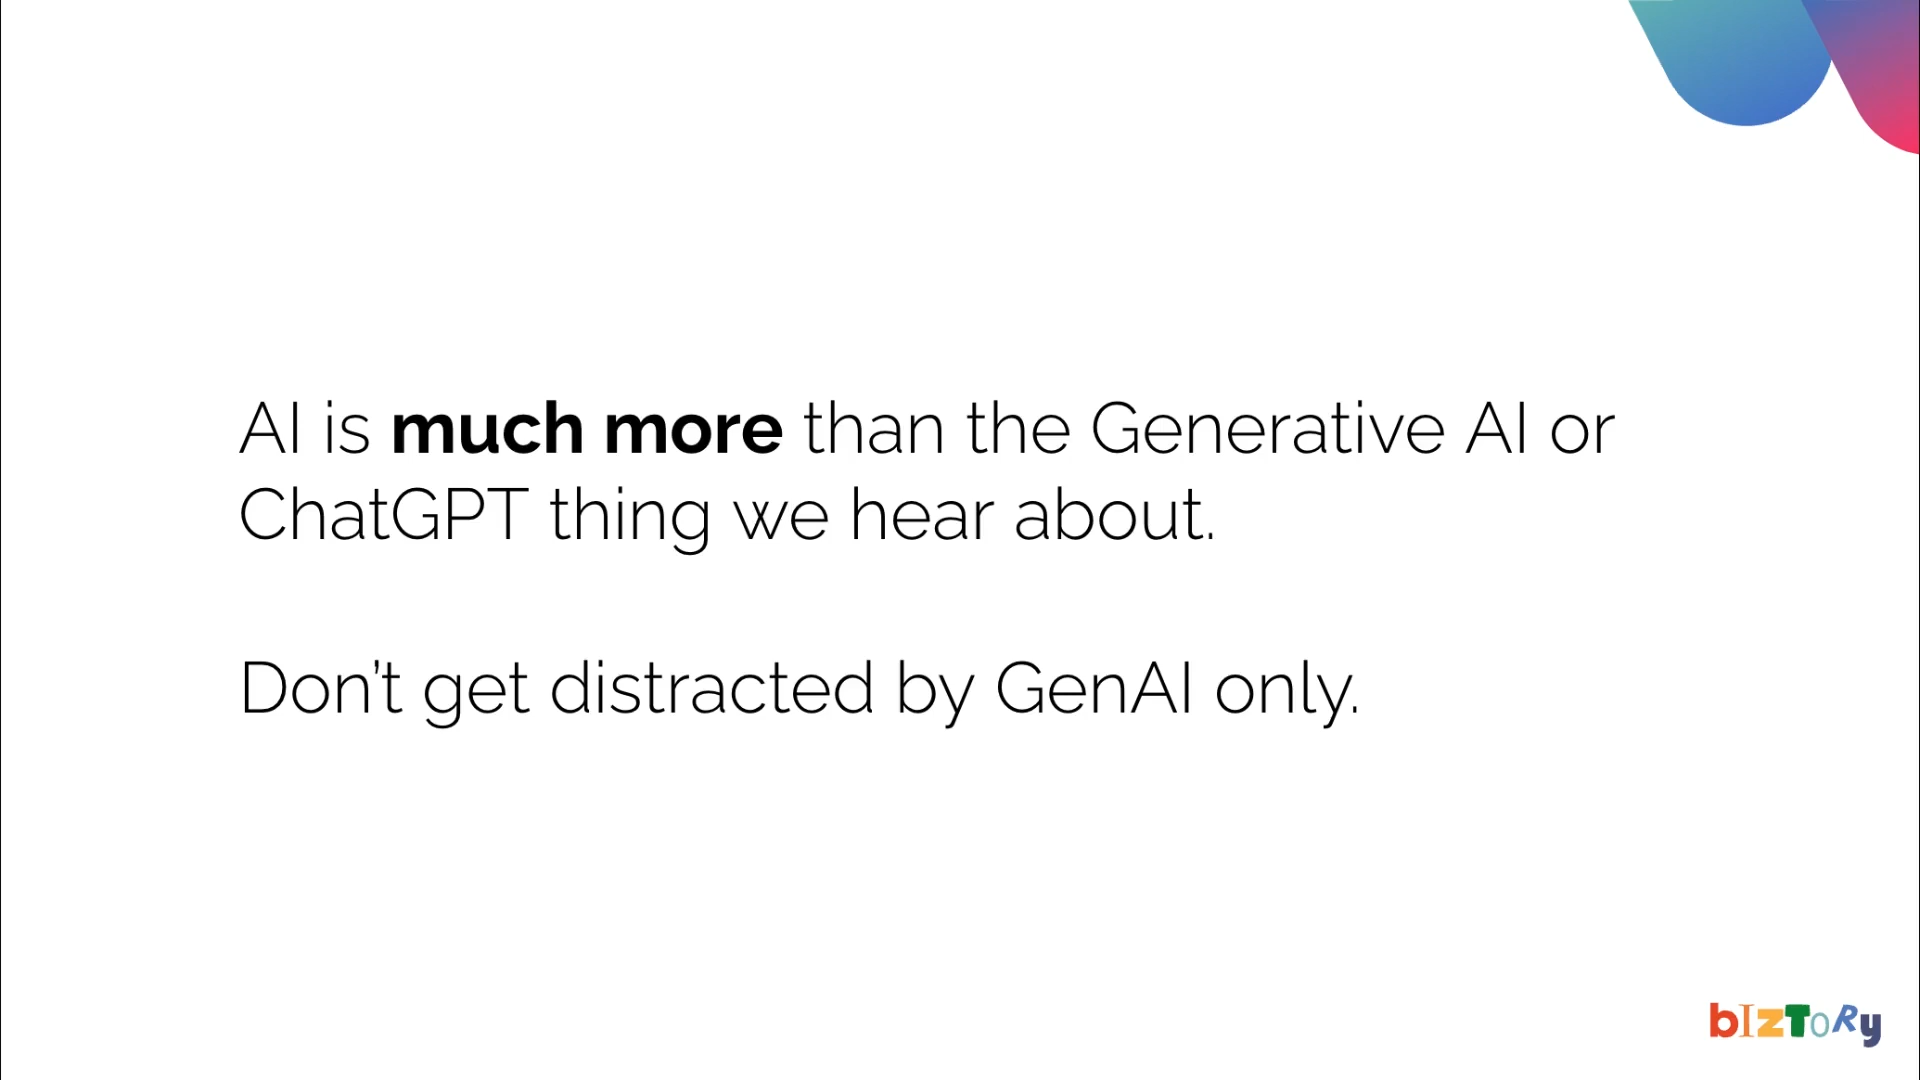 AI is much more than the Generative AI or
ChatGPT thing we hear about.
Don’t get distracted by GenAI only.
bIzToRy